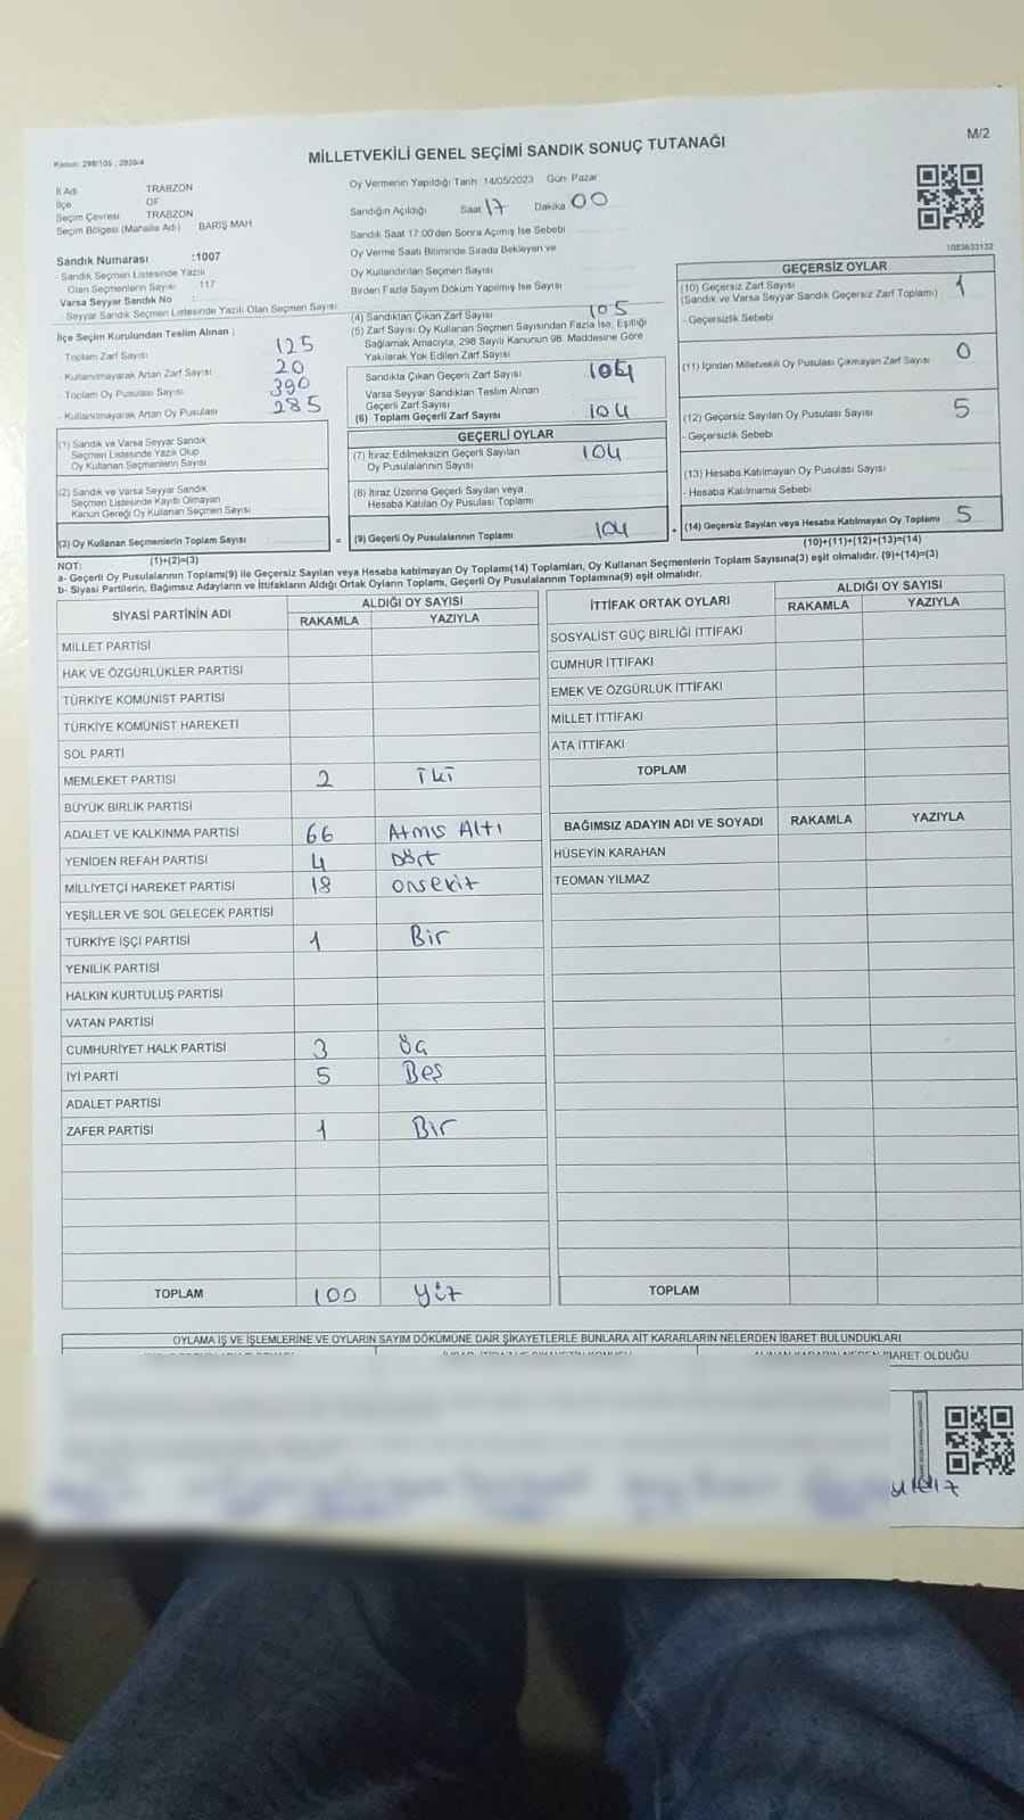 Kanun: 298/105 , 2839/4
MİLLETVEKİLİ GENEL SEÇİMİ SANDIK SONUÇ TUTANAĞI
M/2
İl Adı TRABZON
İlçe OF
Seçim Çevresi TRABZON
Seçim Bölgesi (Mahalle Adı) BARIŞ MAH
Sandık Numarası :1007
- Sandık Seçmen Listesinde Yazılı
Olan Seçmenlerin Sayısı 117
Varsa Seyyar Sandık No
- Seyyar Sandık Seçmen Listesinde Yazılı Olan Seçmen Sayısı
İlçe Seçim Kurulundan Teslim Alınan ;
Toplam Zarf Sayısı 125
- Kullanılmayarak Artan Zarf Sayısı 20
- Toplam Oy Pusulası Sayısı 390
- Kullanılmayarak Artan Oy Pusulası 285
(1) Sandık ve Varsa Seyyar Sandık
Seçmen Listesinde Yazılı Olup
Oy Kullanan Seçmenlerin Sayısı
(2) Sandık ve Varsa Seyyar Sandık
Seçmen Listesinde Kayıtlı Olmayan
Kanun Gereği Oy Kullanan Seçmen Sayısı
(3) Oy Kullanan Seçmenlerin Toplam Sayısı
(1)+(2)=(3)
Oy Vermenin Yapıldığı Tarih: 14/05/2023 Gün: Pazar
Sandığın Açıldığı Saat 17 Dakika 00
Sandık Saat 17:00'den Sonra Açılmış İse Sebebi
Oy Verme Saati Bitiminde Sırada Bekleyen ve
Oy Kullandırılan Seçmen Sayısı
Birden Fazla Sayım Döküm Yapılmış İse Sayısı
(4) Sandıktan Çıkan Zarf Sayısı 105
(5) Zarf Sayısı Oy Kullanan Seçmen Sayısından Fazla İse, Eşitliği
Sağlamak Amacıyla, 298 Sayılı Kanunun 98. Maddesine Göre
Yakılarak Yok Edilen Zarf Sayısı
Sandıkta Çıkan Geçerli Zarf Sayısı 104
Varsa Seyyar Sandıktan Teslim Alınan
Geçerli Zarf Sayısı
(6) Toplam Geçerli Zarf Sayısı 104
GEÇERLİ OYLAR
(7) İtiraz Edilmeksizin Geçerli Sayılan
Oy Pusulalarının Sayısı 104
(8) İtiraz Üzerine Geçerli Sayılan veya
Hesaba Katılan Oy Pusulası Toplamı
= (9) Geçerli Oy Pusulalarının Toplamı 104
1083633132
GEÇERSİZ OYLAR
(10) Geçersiz Zarf Sayısı 1
(Sandık ve Varsa Seyyar Sandık Geçersiz Zarf Toplamı)
- Geçersizlik Sebebi
(11) İçinden Milletvekili Oy Pusulası Çıkmayan Zarf Sayısı 0
(12) Geçersiz Sayılan Oy Pusulası Sayısı 5
- Geçersizlik Sebebi
(13) Hesaba Katılmayan Oy Pusulası Sayısı
- Hesaba Katılmama Sebebi
+ (14) Geçersiz Sayılan veya Hesaba Katılmayan Oy Toplamı 5
(10)+(11)+(12)+(13)=(14)
NOT:
a- Geçerli Oy Pusulalarının Toplamı(9) ile Geçersiz Sayılan veya Hesaba katılmayan Oy Toplamı(14) Toplamları, Oy Kullanan Seçmenlerin Toplam Sayısına(3) eşit olmalıdır. (9)+(14)=(3)
b- Siyasi Partilerin, Bağımsız Adayların ve İttifakların Aldığı Ortak Oyların Toplamı, Geçerli Oy Pusulalarının Toplamına(9) eşit olmalıdır.
SİYASİ PARTİNİN ADI ALDIĞI OY SAYISI
RAKAMLA YAZIYLA
MİLLET PARTİSİ
HAK VE ÖZGÜRLÜKLER PARTİSİ
TÜRKİYE KOMÜNİST PARTİSİ
TÜRKİYE KOMÜNİST HAREKETİ
SOL PARTİ
MEMLEKET PARTİSİ 2 İki
BÜYÜK BİRLİK PARTİSİ
ADALET VE KALKINMA PARTİSİ 66 Atmıs Altı
YENİDEN REFAH PARTİSİ 4 Dört
MİLLİYETÇİ HAREKET PARTİSİ 18 onsekiz
YEŞİLLER VE SOL GELECEK PARTİSİ
TÜRKİYE İŞÇİ PARTİSİ 1 Bir
YENİLİK PARTİSİ
HALKIN KURTULUŞ PARTİSİ
VATAN PARTİSİ
CUMHURİYET HALK PARTİSİ 3 Üç
İYİ PARTİ 5 Beş
ADALET PARTİSİ
ZAFER PARTİSİ 1 Bir
TOPLAM 100 Yüz
İTTİFAK ORTAK OYLARI ALDIĞI OY SAYISI
RAKAMLA YAZIYLA
SOSYALİST GÜÇ BİRLİĞİ İTTİFAKI
CUMHUR İTTİFAKI
EMEK VE ÖZGÜRLÜK İTTİFAKI
MİLLET İTTİFAKI
ATA İTTİFAKI
TOPLAM
BAĞIMSIZ ADAYIN ADI VE SOYADI RAKAMLA YAZIYLA
HÜSEYİN KARAHAN
TEOMAN YILMAZ
TOPLAM
OYLAMA İŞ VE İŞLEMLERİNE VE OYLARIN SAYIM DÖKÜMÜNE DAİR ŞİKAYETLERLE BUNLARA AİT KARARLARIN NELERDEN İBARET BULUNDUKLARI
İBARET OLDUĞU